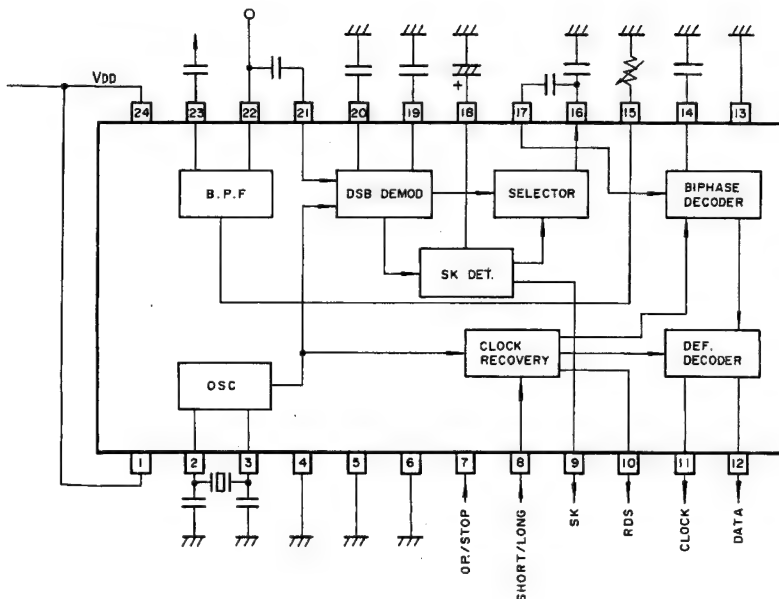 VDD
24 23 22 21 20 19 18 17 16 15 14 13
+
B.P.F
DSB DEMOD
SELECTOR
BIPHASE
DECODER
SK DET.
CLOCK
RECOVERY
DEF.
DECODER
OSC
1 2 3 4 5 6 7 8 9 10 11 12
OP./STOP
SHORT/LONG
SK
RDS
CLOCK
DATA